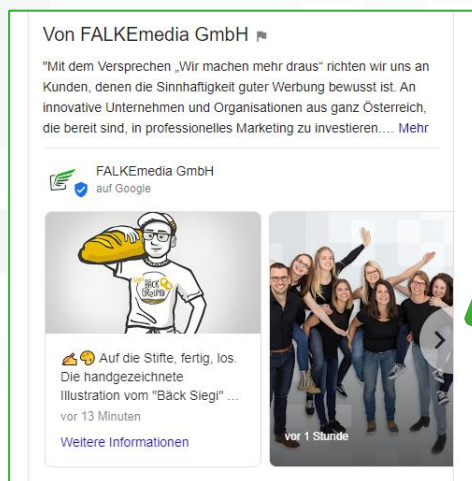 Von FALKEmedia GmbH
"Mit dem Versprechen „Wir machen mehr draus“ richten wir uns an
Kunden, denen die Sinnhaftigkeit guter Werbung bewusst ist. An
innovative Unternehmen und Organisationen aus ganz Österreich,
die bereit sind, in professionelles Marketing zu investieren.… Mehr
FALKEmedia GmbH
auf Google
BÄCK
GROUND
✍️🎨 Auf die Stifte, fertig, los.
Die handgezeichnete
Illustration vom "Bäck Siegi" ...
vor 13 Minuten
Weitere Informationen
vor 1 Stunde